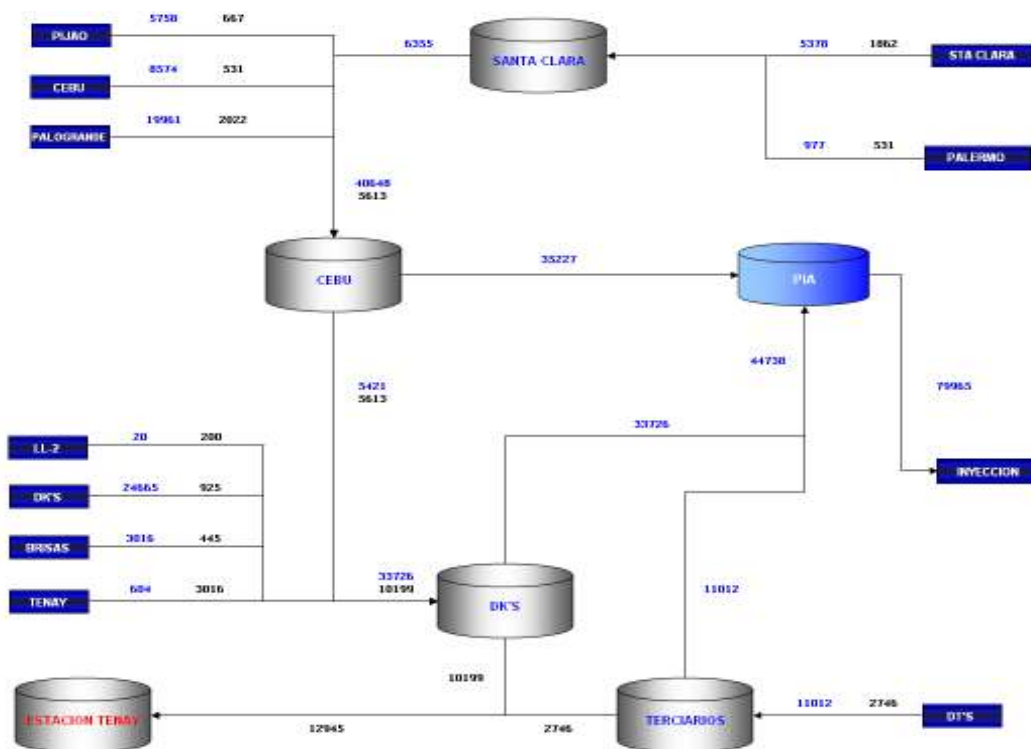 PIJAO 5758 667
6355
SANTA CLARA
5378 1862 STA CLARA
CEBU 8574 531
PALOGRANDE 19961 2022
977 531 PALERMO
40648
5613
CEBU
35227
PIA
44738
79965
5421
5613
33726
LL-2 20 200
INYECCION
DK'S 24665 925
BRISAS 3016 445
33726
10199
TENAY 604 3016
DK'S
11012
10199
ESTACION TENAY
12945
2746
TERCIARIOS
11012 2746 DT'S